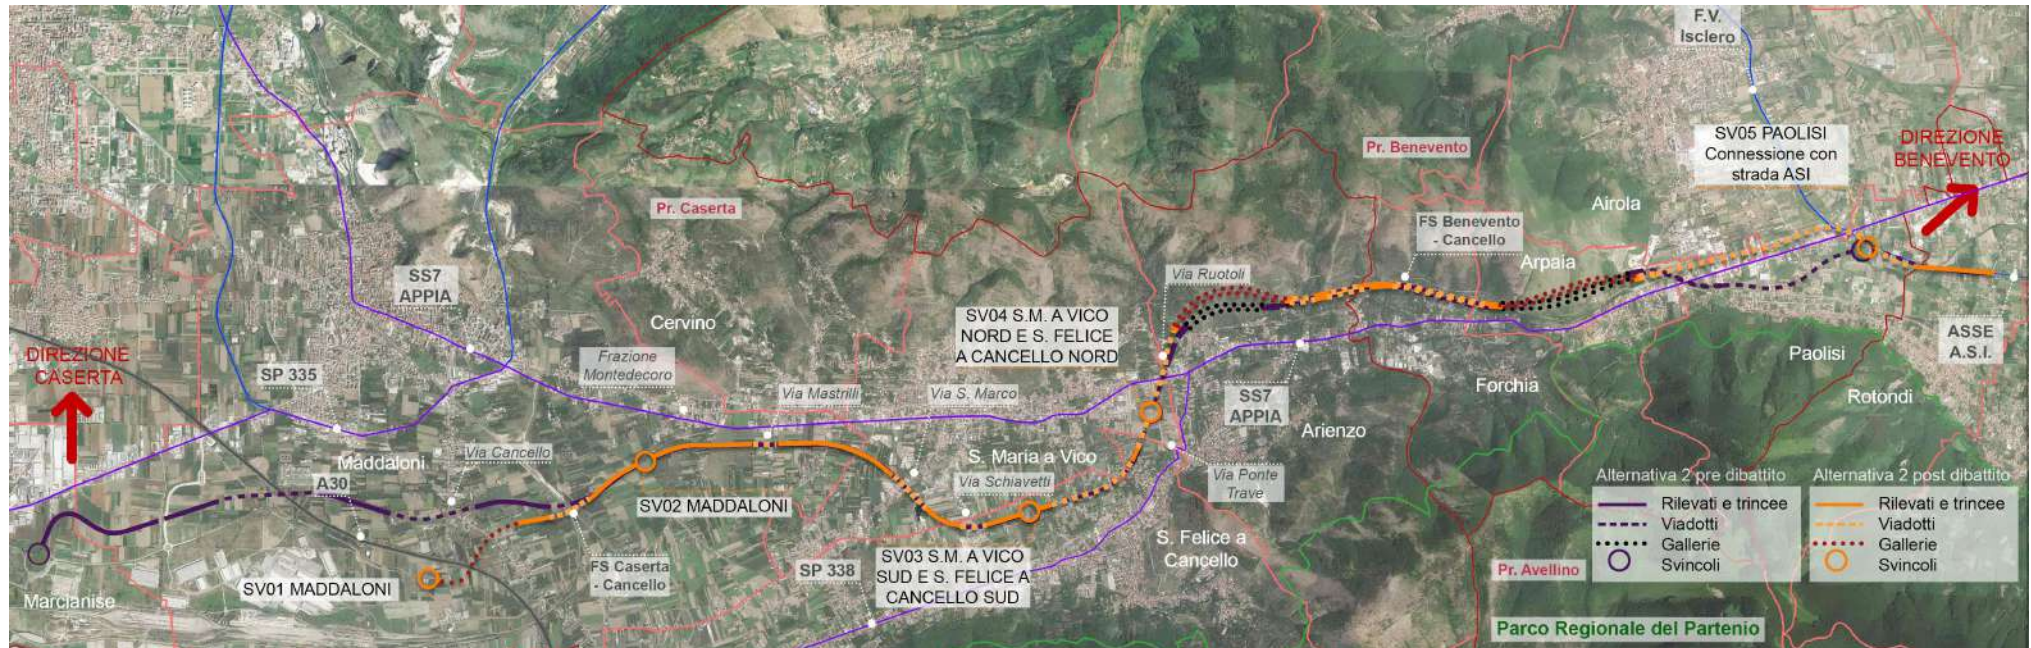 F.V.
Isclero
SV05 PAOLISI
Connessione con
strada ASI
DIREZIONE
BENEVENTO
Pr. Benevento
Pr. Caserta
Airola
FS Benevento
- Cancello
Arpaia
SS7
APPIA
Via Ruotoli
Cervino
SV04 S.M. A VICO
NORD E S. FELICE
A CANCELLO NORD
DIREZIONE
CASERTA
SP 335
Frazione
Montedecoro
Via Mastrilli
Via S. Marco
SS7
APPIA
Forchia
Paolisi
ASSE
A.S.I.
Rotondi
Arienzo
Maddaloni
Via Cancello
A30
S. Maria a Vico
Via Schiavetti
Via Ponte
Trave
SV02 MADDALONI
Alternativa 2 pre dibattito
Rilevati e trincee
Viadotti
Gallerie
Svincoli
Alternativa 2 post dibattito
Rilevati e trincee
Viadotti
Gallerie
Svincoli
S. Felice a
Cancello
SV03 S.M. A VICO
SUD E S. FELICE A
CANCELLO SUD
SP 338
FS Caserta
- Cancello
SV01 MADDALONI
Marcianise
Pr. Avellino
Parco Regionale del Partenio